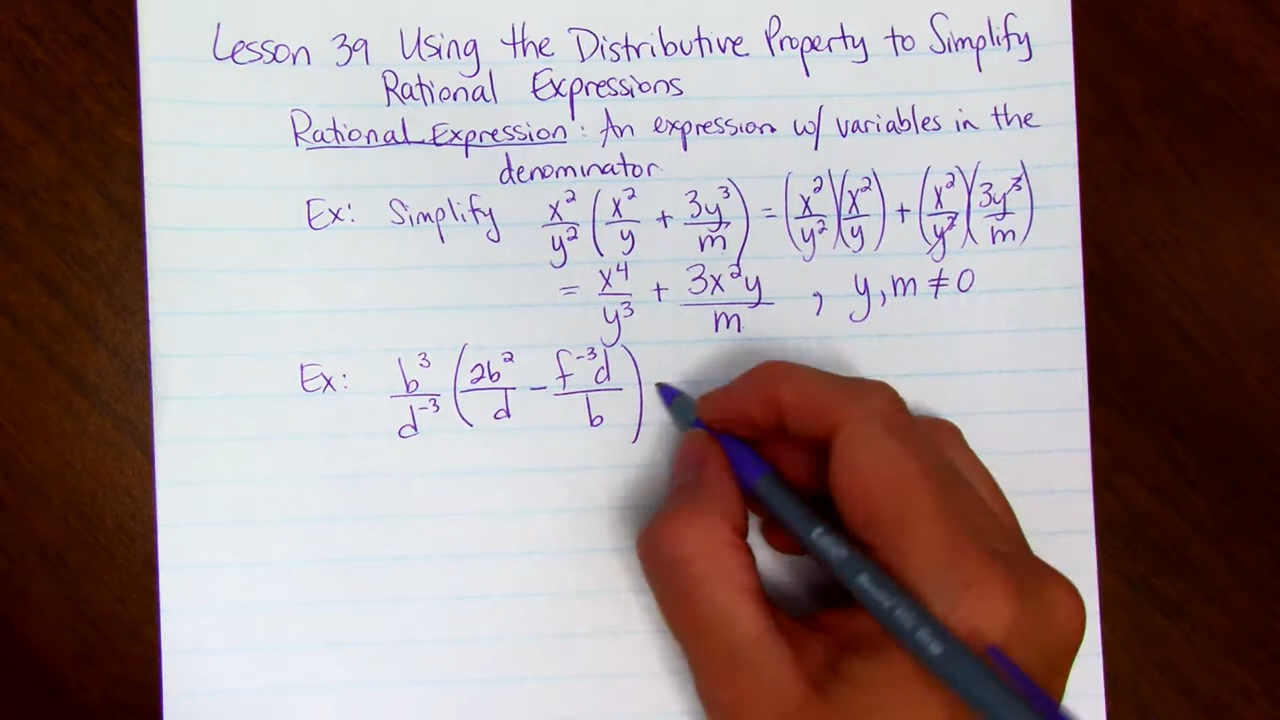 Lesson 39 Using the Distributive Property to Simplify
Rational Expressions
Rational Expression: An expression w/ variables in the
denominator
Ex: Simplify x²/y² (x²/y + 3y³/m) = (x²/y²)(x²/y) + (x²/y²)(3y³/m)
= x⁴/y³ + 3x²y/m , y, m ≠ 0
Ex: b³/d⁻³ (2b²/d - f⁻³d/b)